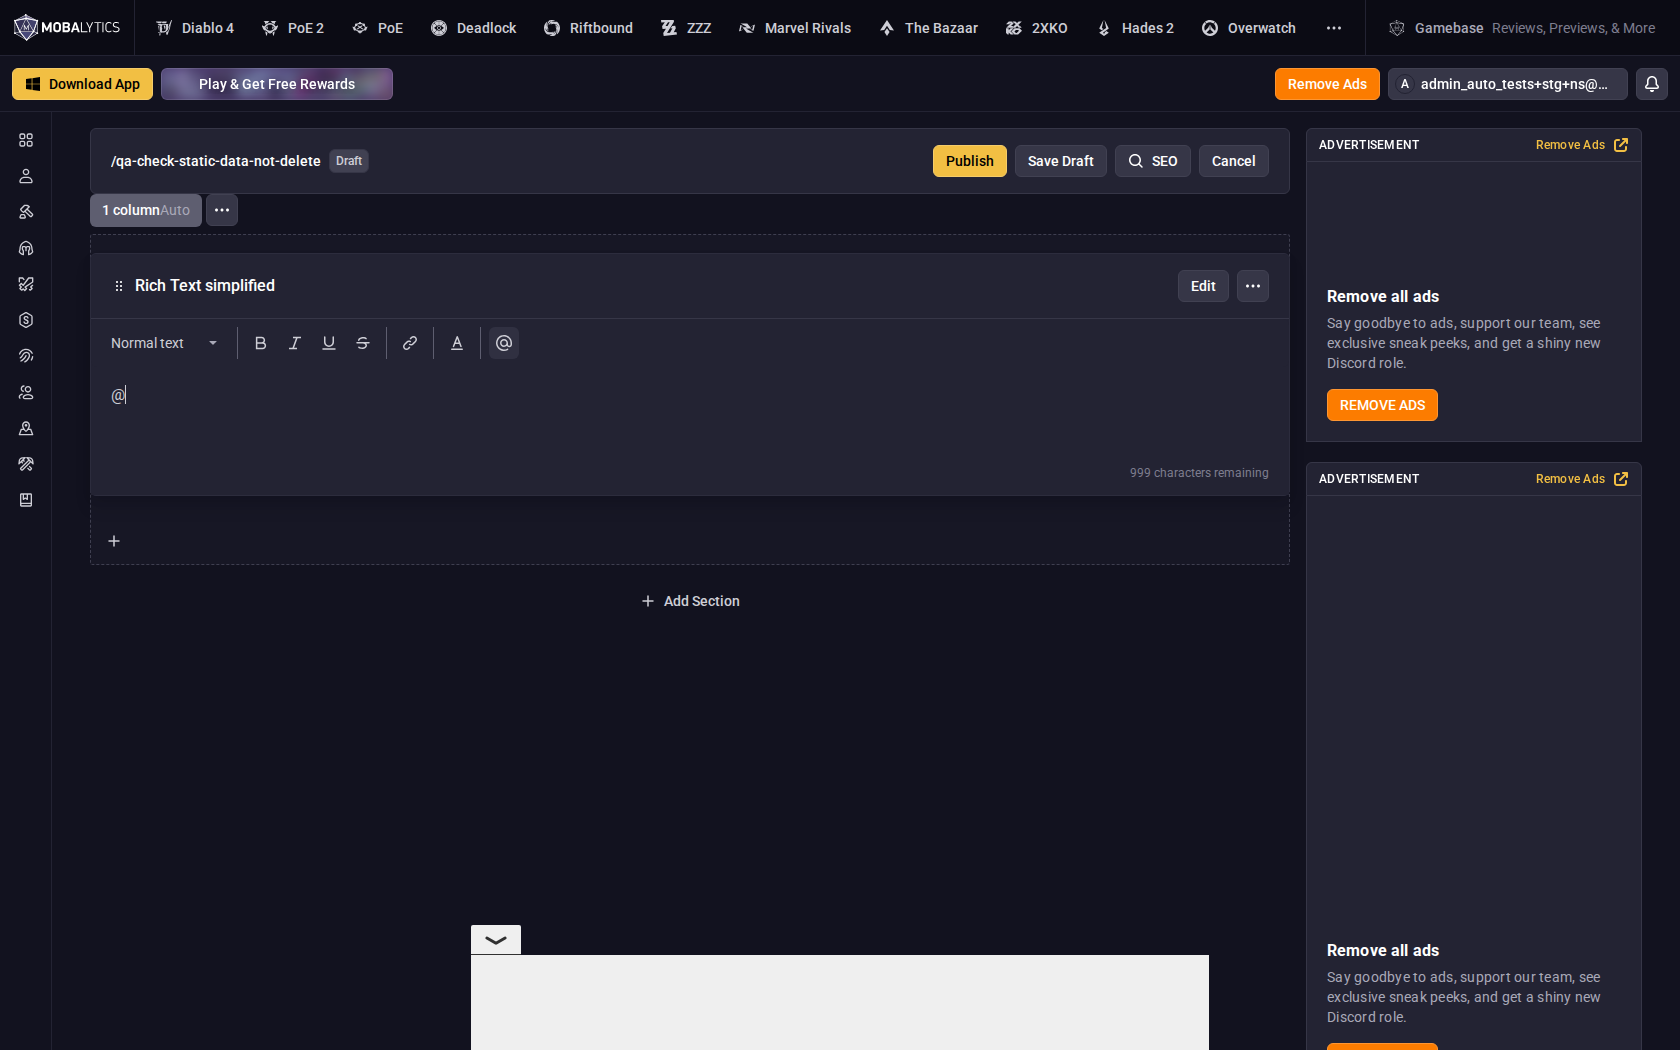 MOBALYTICS
Diablo 4
PoE 2
PoE
Deadlock
Riftbound
ZZZ
Marvel Rivals
The Bazaar
2XKO
Hades 2
Overwatch
Gamebase Reviews, Previews, & More
Download App
Play & Get Free Rewards
Remove Ads
A admin_auto_tests+stg+ns@...
/qa-check-static-data-not-delete Draft
Publish
Save Draft
SEO
Cancel
1 columnAuto
Rich Text simplified
Edit
Normal text
B I U S A @
@
999 characters remaining
Add Section
ADVERTISEMENT
Remove Ads
Remove all ads
Say goodbye to ads, support our team, see
exclusive sneak peeks, and get a shiny new
Discord role.
REMOVE ADS
ADVERTISEMENT
Remove Ads
Remove all ads
Say goodbye to ads, support our team, see
exclusive sneak peeks, and get a shiny new
Discord role.